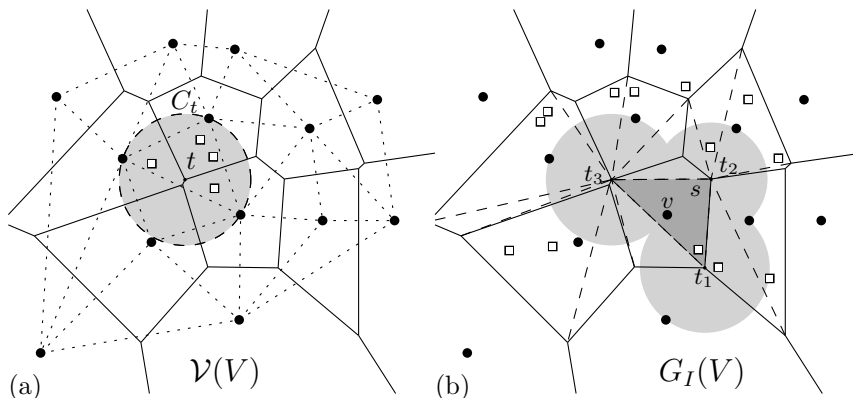 C_t
t
(a)
𝒱(V)
t_3
t_2
s
v
t_1
(b)
G_I(V)